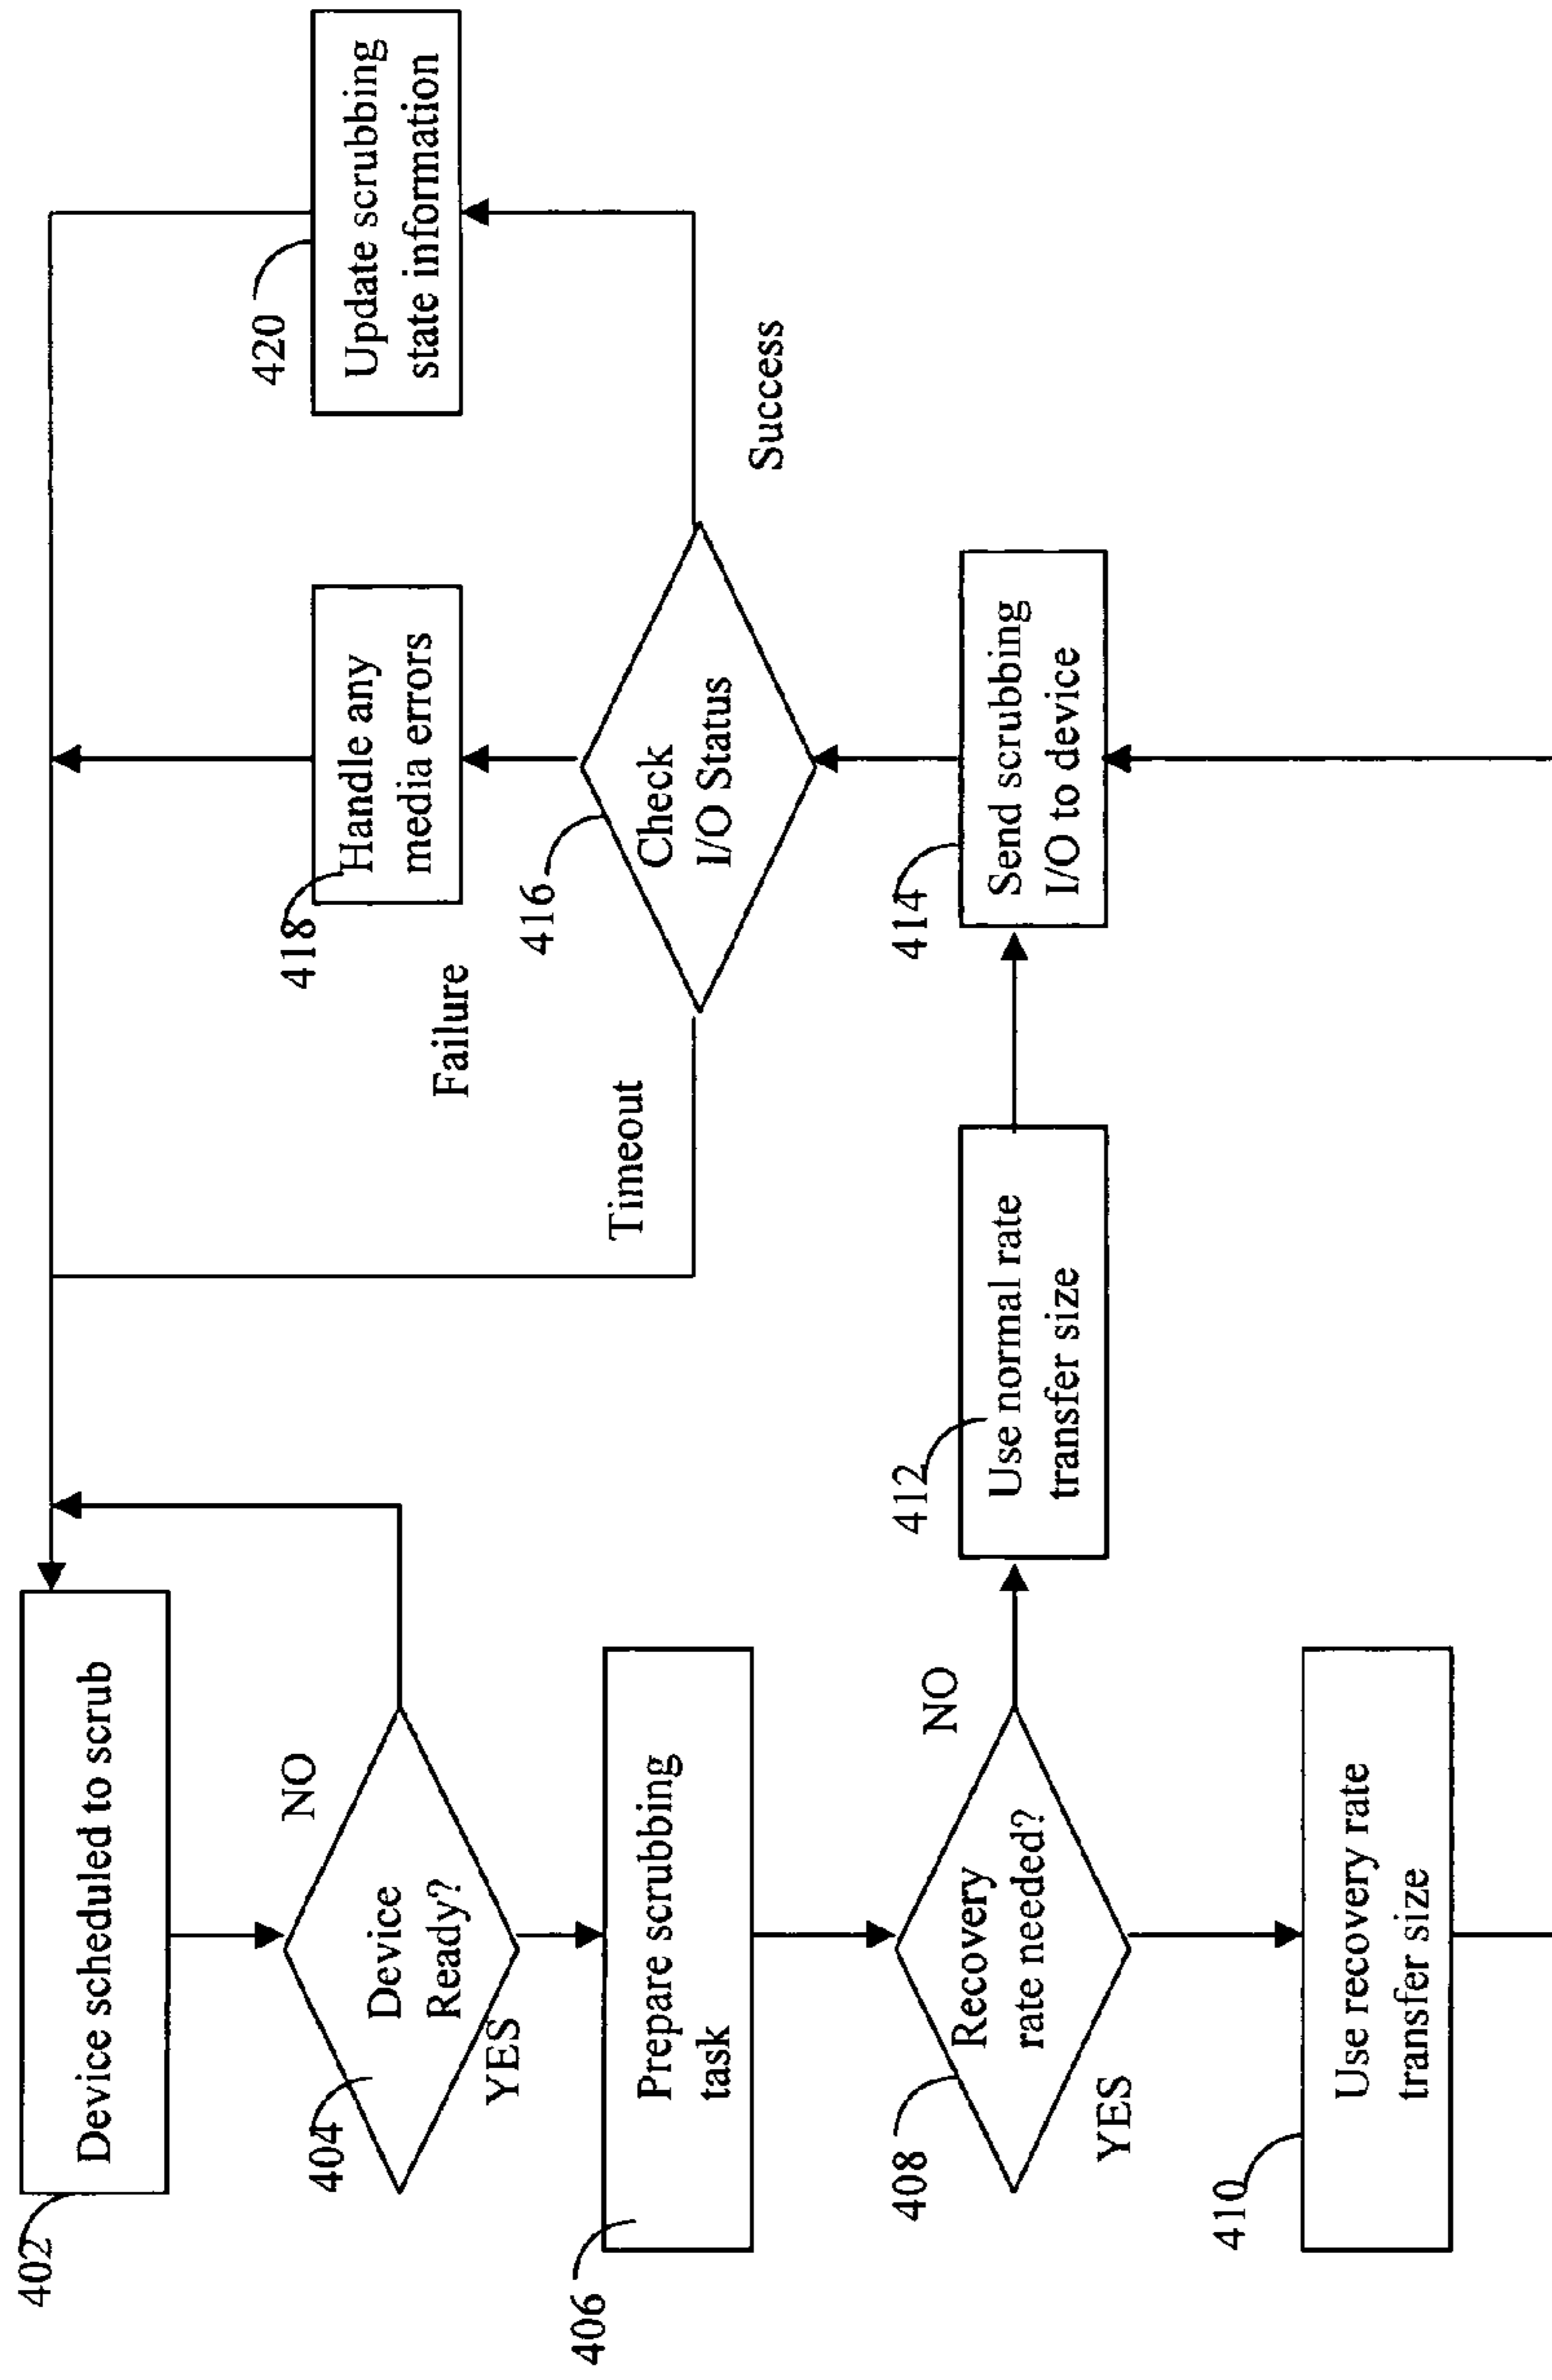 402
Device scheduled to scrub
404
Device
Ready?
NO
YES
406
Prepare scrubbing
task
408
Recovery
rate needed?
NO
YES
410
Use recovery rate
transfer size
412
Use normal rate
transfer size
414
Send scrubbing
I/O to device
416
Check
I/O Status
Timeout
Failure
Success
418
Handle any
media errors
420
Update scrubbing
state information